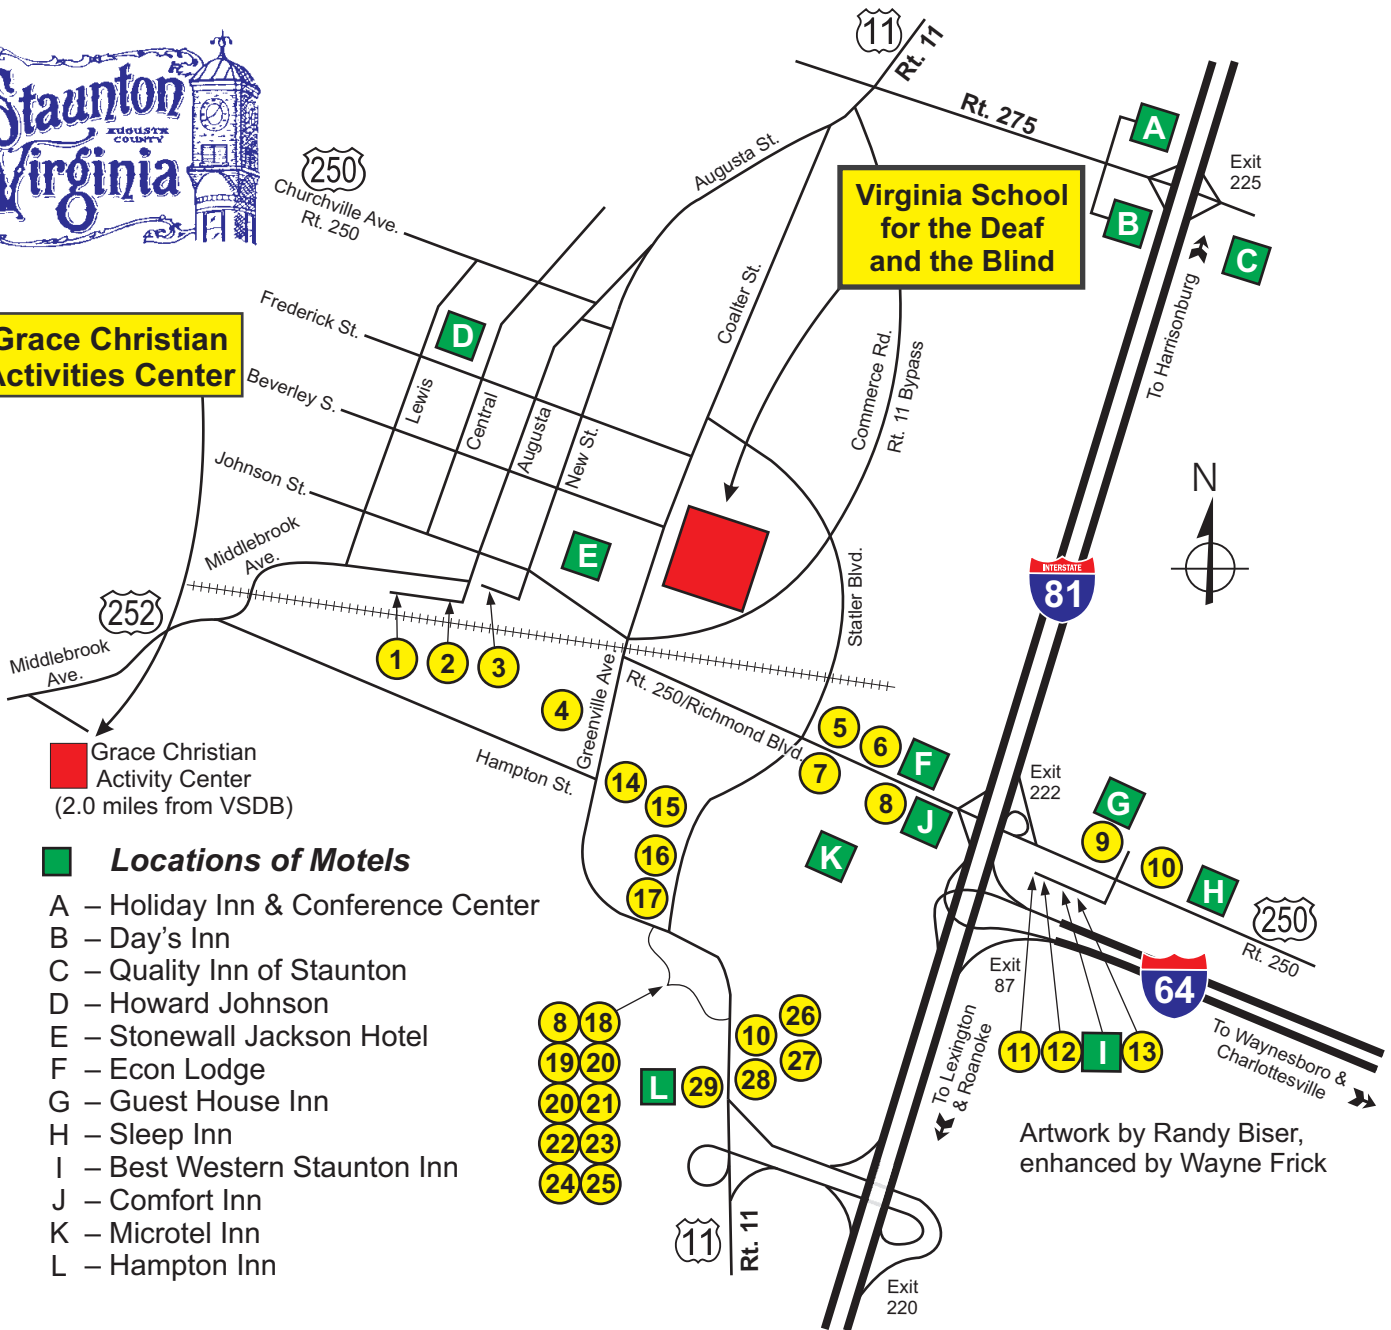 Staunton
AUGUSTA
COUNTY
Virginia
250
Churchville Ave.
Rt. 250
11
Rt. 11
Rt. 275
Augusta St.
A
B
C
Exit
225
To Harrisonburg
Virginia School
for the Deaf
and the Blind
Coalter St.
Commerce Rd.
Rt. 11 Bypass
Grace Christian
Activities Center
Frederick St.
Beverley S.
Johnson St.
D
Lewis
Central
Augusta
New St.
E
Middlebrook
Ave.
252
Middlebrook
Ave.
Statler Blvd.
N
INTERSTATE
81
1
2
3
4
Greenville Ave.
Rt. 250/Richmond Blvd.
Hampton St.
5
6
7
8
F
J
K
Exit
222
G
9
10
H
250
Rt. 250
14
15
16
17
Grace Christian
Activity Center
(2.0 miles from VSDB)
Locations of Motels
A – Holiday Inn & Conference Center
B – Day's Inn
C – Quality Inn of Staunton
D – Howard Johnson
E – Stonewall Jackson Hotel
F – Econ Lodge
G – Guest House Inn
H – Sleep Inn
I – Best Western Staunton Inn
J – Comfort Inn
K – Microtel Inn
L – Hampton Inn
8 18
19 20
20 21
22 23
24 25
L
29
10
26
27
28
11
Rt. 11
Exit
87
64
To Waynesboro &
Charlottesville
To Lexington
& Roanoke
11
12
I
13
Exit
220
Artwork by Randy Biser,
enhanced by Wayne Frick